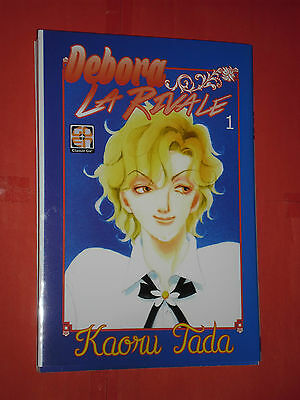 Debora
LA RIVALE
1
Kaoru Tada